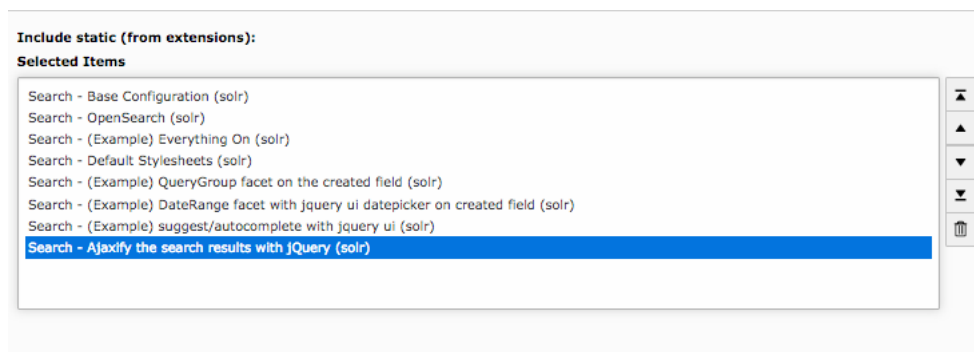 Include static (from extensions):
Selected Items
Search - Base Configuration (solr)
Search - OpenSearch (solr)
Search - (Example) Everything On (solr)
Search - Default Stylesheets (solr)
Search - (Example) QueryGroup facet on the created field (solr)
Search - (Example) DateRange facet with jquery ui datepicker on created field (solr)
Search - (Example) suggest/autocomplete with jquery ui (solr)
Search - Ajaxify the search results with jQuery (solr)